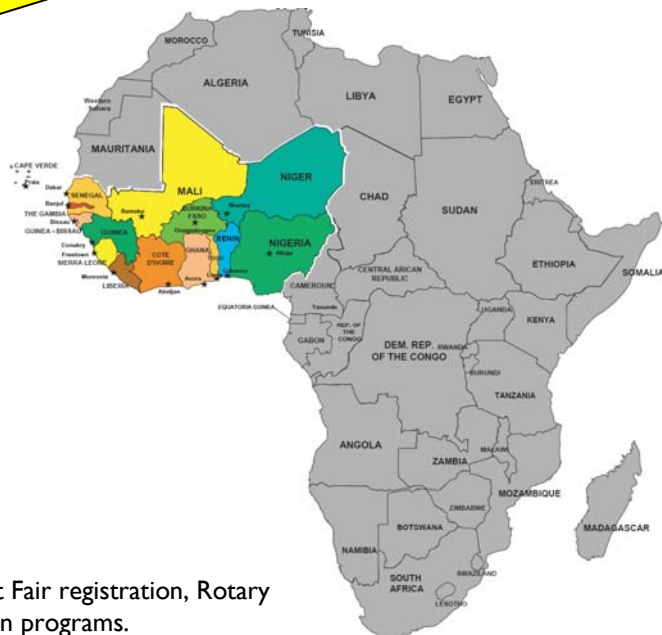 MOROCCO
TUNISIA
ALGERIA
LIBYA
EGYPT
Western
Sahara
MAURITANIA
CAPE VERDE
Praia
MALI
NIGER
CHAD
SUDAN
ERITREA
Dakar
SENEGAL
Banjul
THE GAMBIA
Bissau
GUINEA - BISSAU
Bamako
BURKINA
FASO
Ouagadougou
Niamey
GUINEA
Conakry
Freetown
SIERRA LEONE
Monrovia
LIBERIA
COTE
D'IVOIRE
Abidjan
GHANA
Accra
TOGO
BENIN
Cotonou
NIGERIA
Abuja
ETHIOPIA
SOMALIA
CENTRAL ARICAN
REPUBLIC
CAMEROUN
Yaounde
EQUATORIA GUINEA
GABON
REP. OF
THE
CONGO
DEM. REP.
OF THE CONGO
UGANDA
KENYA
RWANDA
BURUNDI
TANZANIA
ANGOLA
ZAMBIA
MALAWI
MOZAMBIQUE
ZIMBABWE
MADAGASCAR
BOTSWANA
NAMIBIA
SWAZILAND
SOUTH
AFRICA
LESOTHO
t Fair registration, Rotary
n programs.